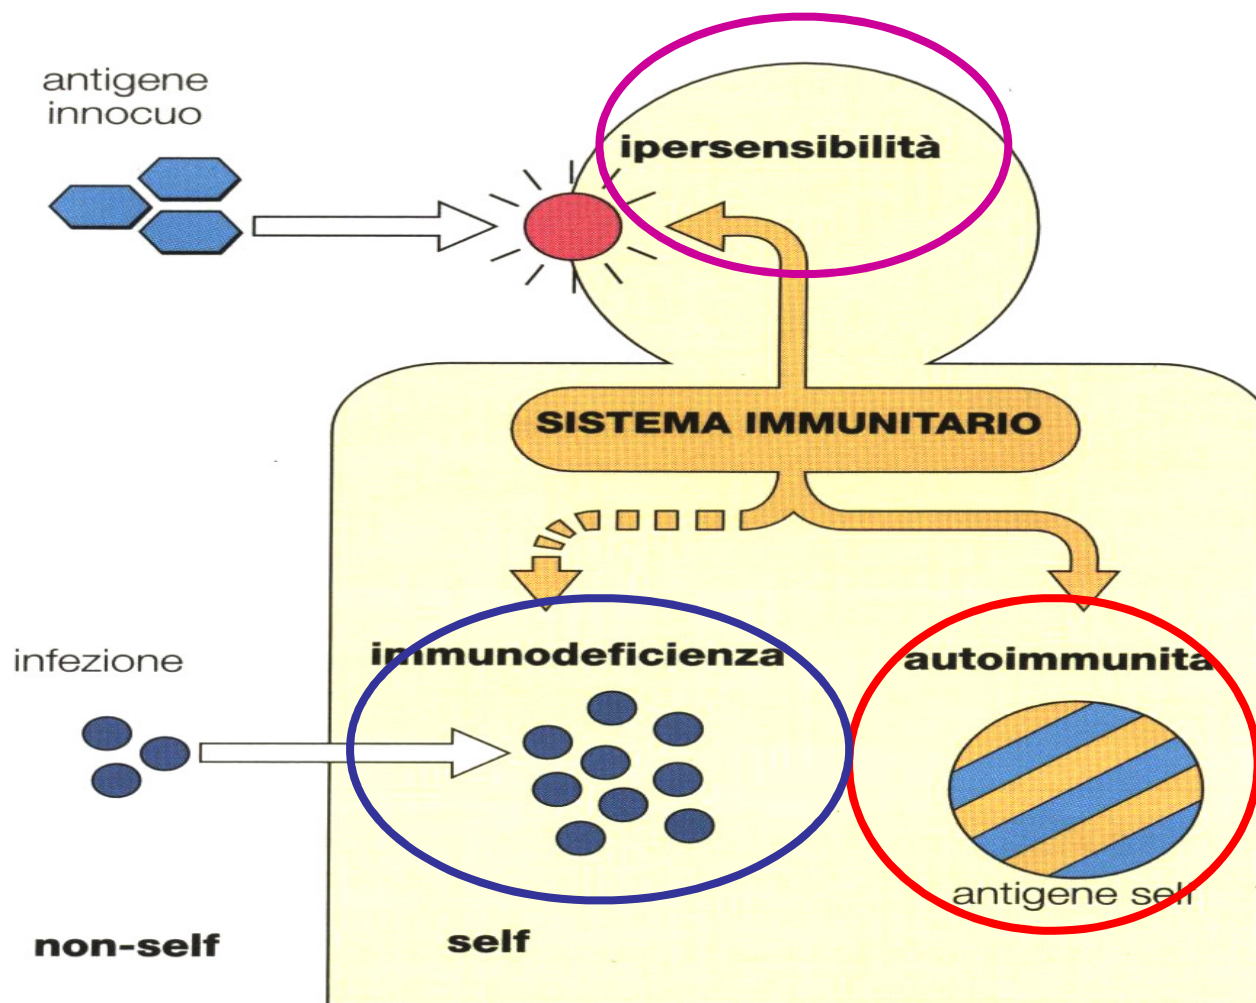 antigene
innocuo
ipersensibilità
SISTEMA IMMUNITARIO
infezione
immunodeficienza
autoimmunità
antigene self
non-self
self